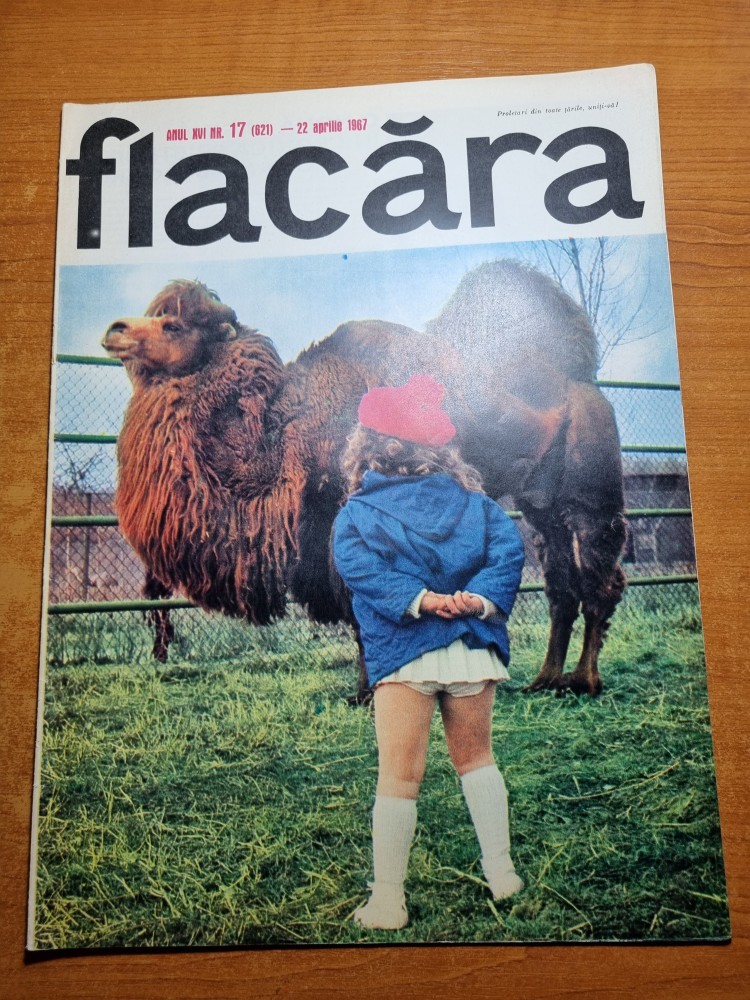 Proletari din toate țările, uniți-vă!
ANUL XVI NR. 17 (621) — 22 aprilie 1967
flacăra